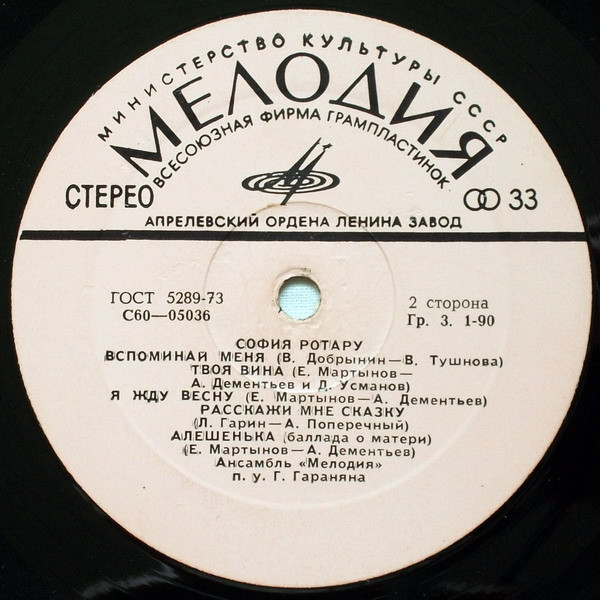 МИНИСТЕРСТВО КУЛЬТУРЫ СССР
МЕЛОДИЯ
ВСЕСОЮЗНАЯ ФИРМА ГРАМПЛАСТИНОК
СТЕРЕО
33
АПРЕЛЕВСКИЙ ОРДЕНА ЛЕНИНА ЗАВОД
ГОСТ 5289-73
С60—05036
2 сторона
Гр. 3. 1-90
СОФИЯ РОТАРУ
ВСПОМИНАЙ МЕНЯ (В. Добрынин—В. Тушнова)
ТВОЯ ВИНА (Е. Мартынов—
А. Дементьев и Д. Усманов)
Я ЖДУ ВЕСНУ (Е. Мартынов—А. Дементьев)
РАССКАЖИ МНЕ СКАЗКУ
(Л. Гарин—А. Поперечный)
АЛЕШЕНЬКА (баллада о матери)
(Е. Мартынов—А. Дементьев)
Ансамбль «Мелодия»
п. у. Г. Гараняна